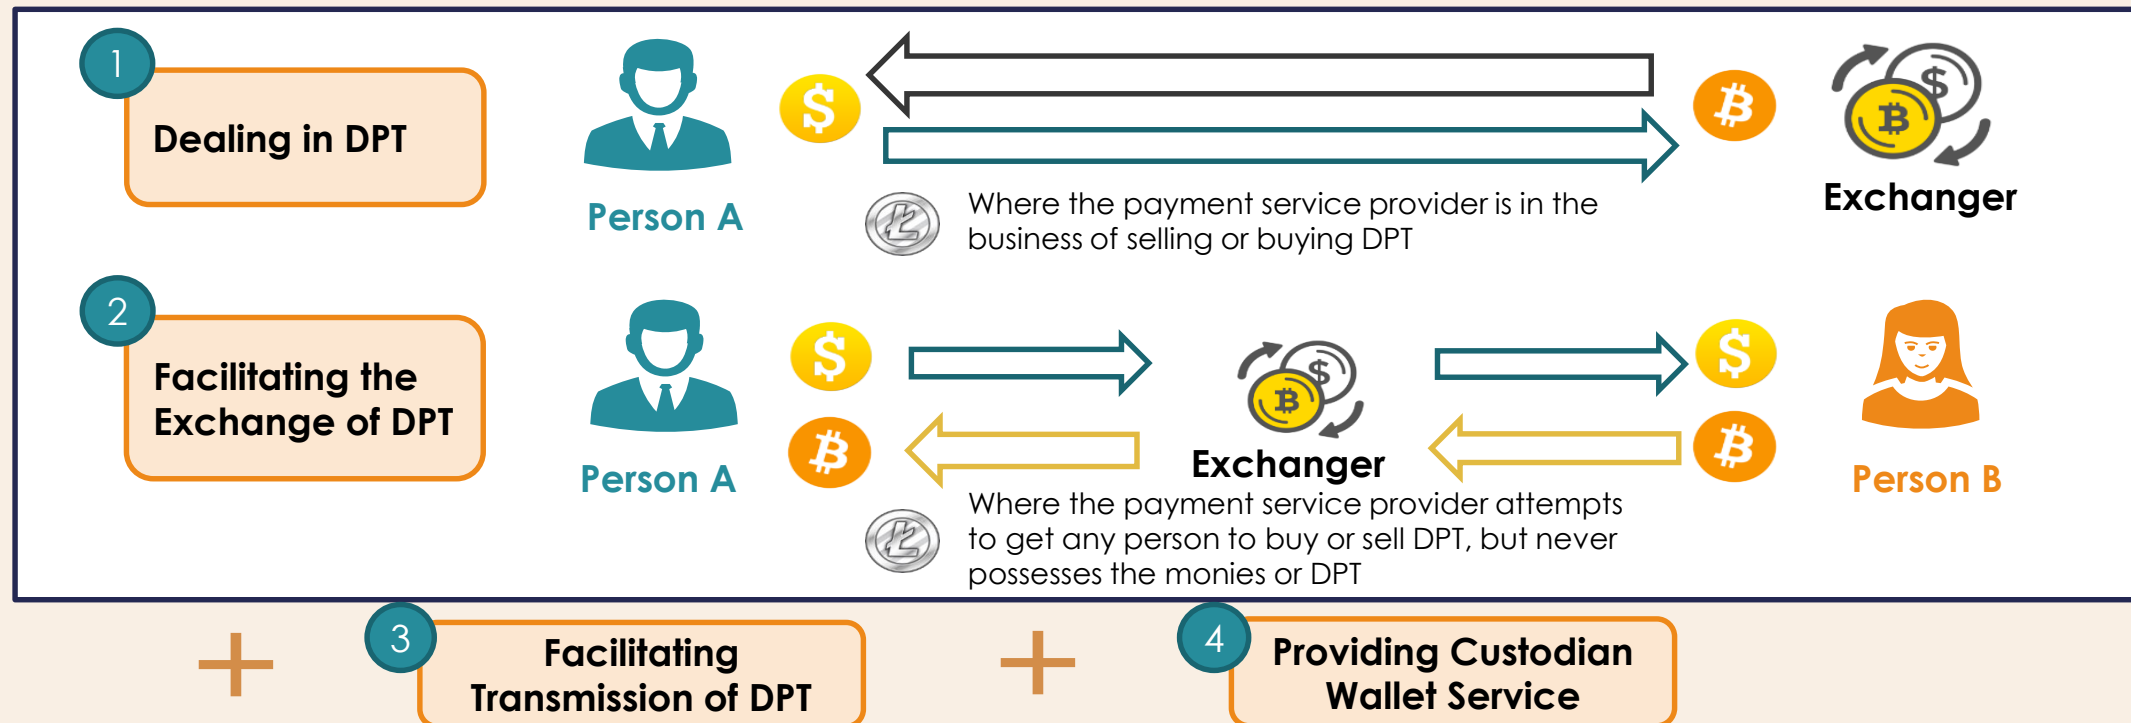 1
Dealing in DPT
Person A
Exchanger
Where the payment service provider is in the
business of selling or buying DPT
2
Facilitating the
Exchange of DPT
Person A
Exchanger
Person B
Where the payment service provider attempts
to get any person to buy or sell DPT, but never
possesses the monies or DPT
3
Facilitating
Transmission of DPT
4
Providing Custodian
Wallet Service